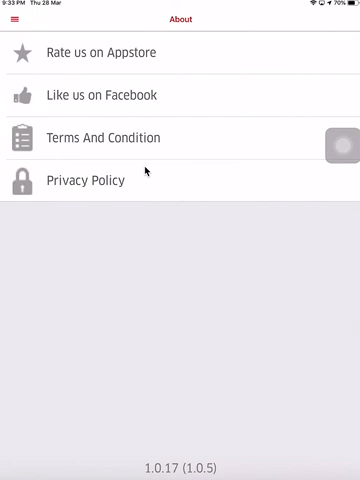 9:33 PM Thu 28 Mar 70%
About
Rate us on Appstore
Like us on Facebook
Terms And Condition
Privacy Policy
1.0.17 (1.0.5)